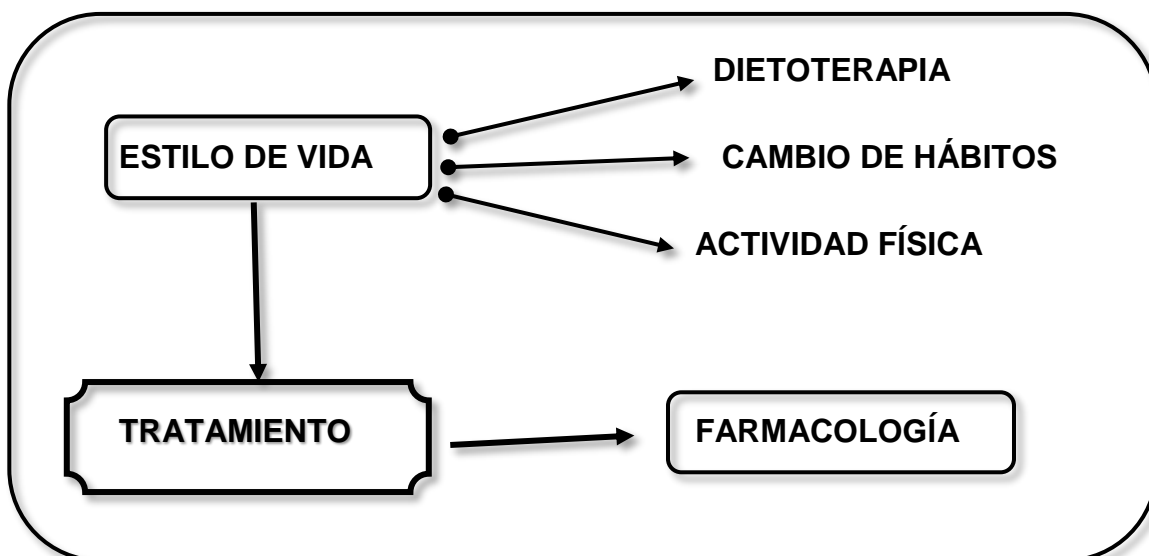 DIETOTERAPIA
ESTILO DE VIDA
CAMBIO DE HÁBITOS
ACTIVIDAD FÍSICA
TRATAMIENTO
FARMACOLOGÍA